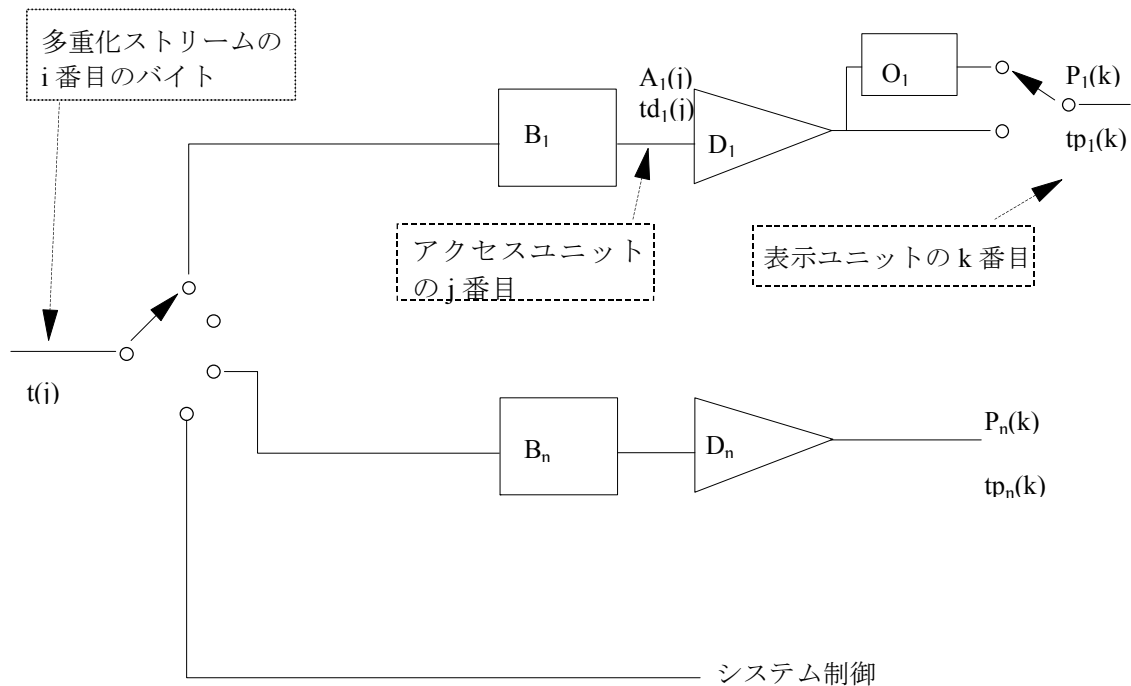 多重化ストリームの
i 番目のバイト
O₁
P₁(k)
A₁(j)
td₁(j)
B₁
D₁
tp₁(k)
アクセスユニット
の j 番目
表示ユニットの k 番目
t(j)
Bₙ
Dₙ
Pₙ(k)
tpₙ(k)
システム制御